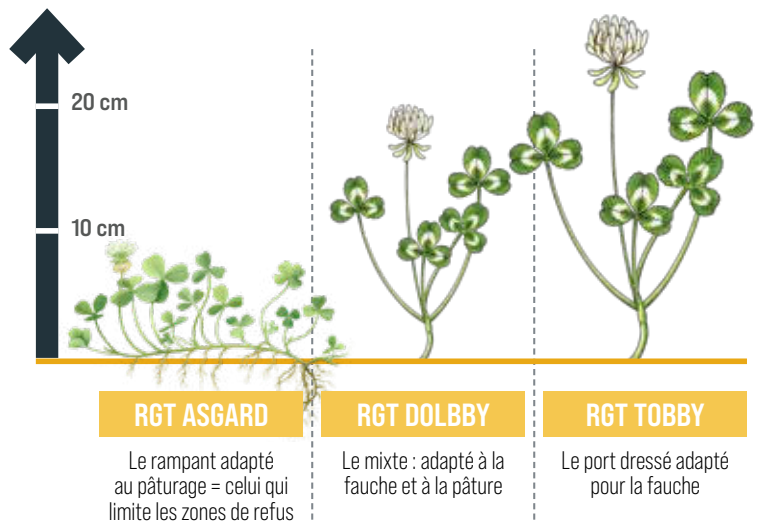 20 cm
10 cm
RGT ASGARD
Le rampant adapté
au pâturage = celui qui
limite les zones de refus
RGT DOLBBY
Le mixte : adapté à la
fauche et à la pâture
RGT TOBBY
Le port dressé adapté
pour la fauche